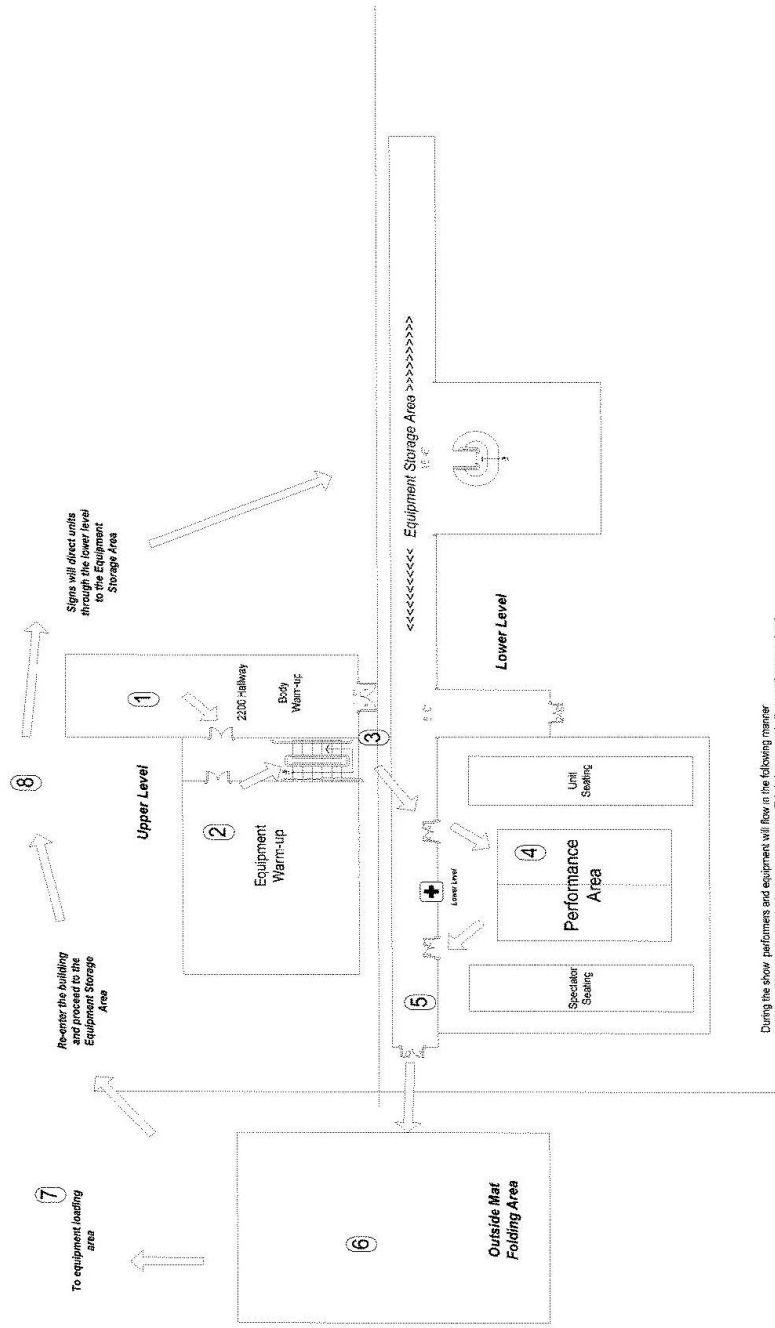 8
Signs will direct units
through the lower level
to the Equipment
Storage Area
Re-enter the building
and proceed to the
Equipment Storage
Area
7
To equipment loading
area
Upper Level
1
2200 Hallway
Body
Warm-up
2
Equipment
Warm-up
3
6
Outside Mat
Folding Area
<<<<<<<<<<< Equipment Storage Area >>>>>>>>>>
Lower Level
5
Lower Level
4
Performance
Area
Unit
Seating
Spectator
Seating
During the show performers and equipment will flow in the following manner